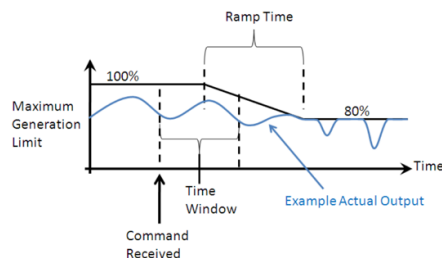 Ramp Time
100%
80%
Maximum
Generation
Limit
Time
Time
Window
Example Actual Output
Command
Received